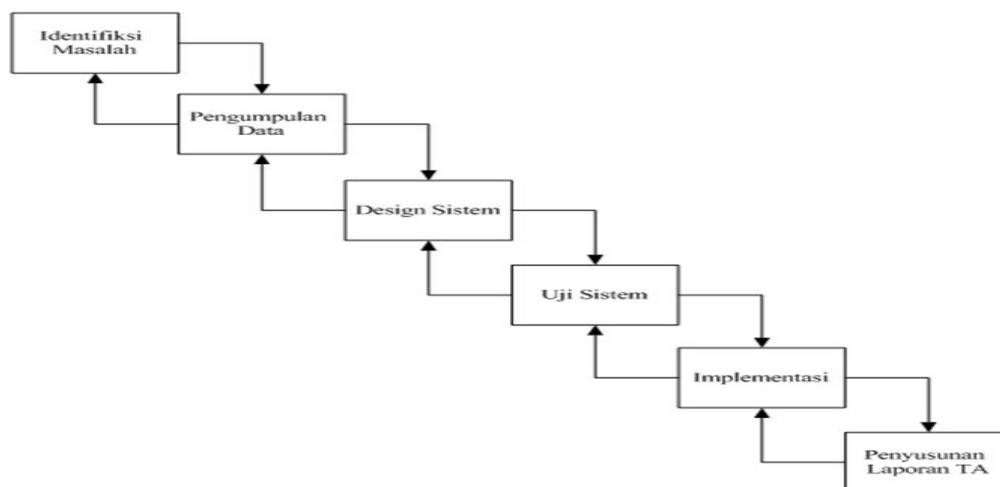 Identifiksi
Masalah
Pengumpulan
Data
Design Sistem
Uji Sistem
Implementasi
Penyusunan
Laporan TA